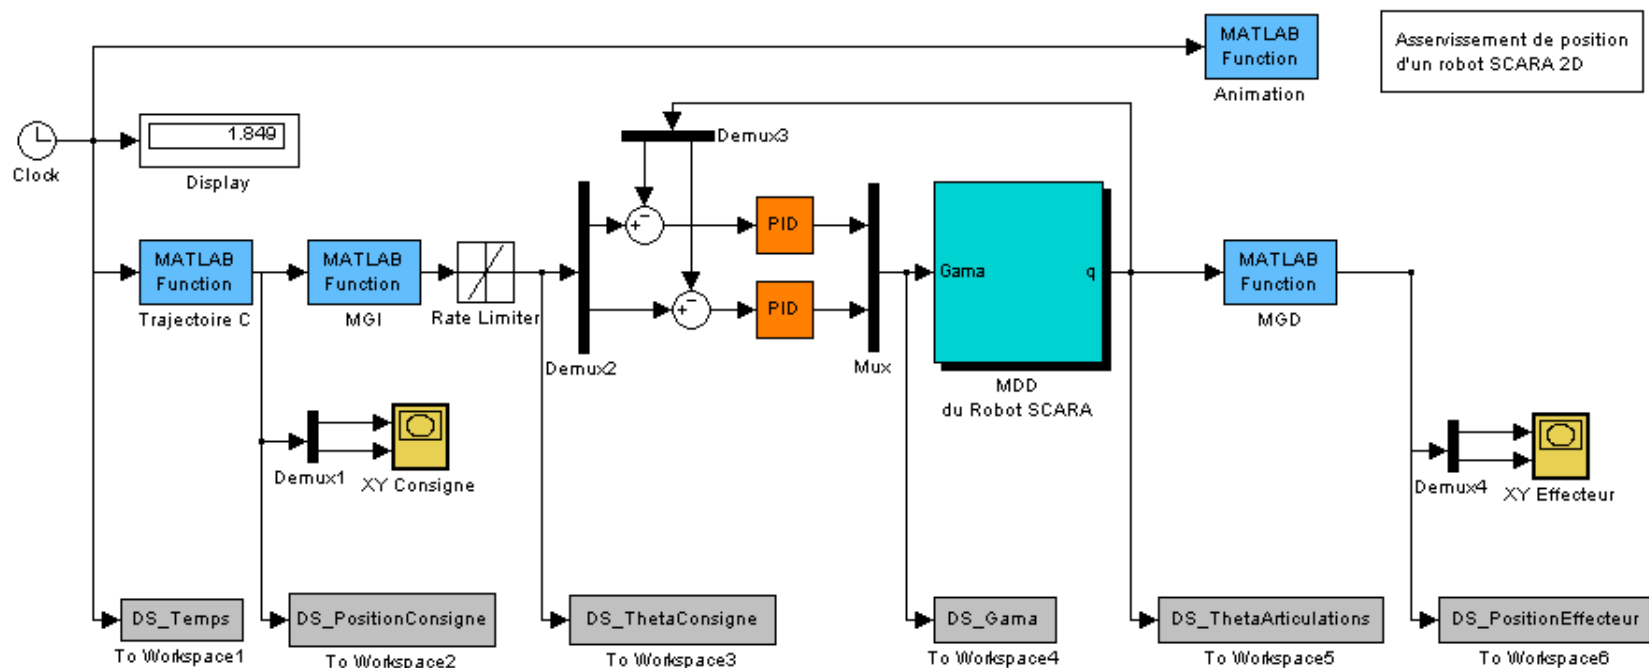 MATLAB
Function
Animation
Asservissement de position
d'un robot SCARA 2D
Clock
1.849
Display
Demux3
MATLAB
Function
Trajectoire C
MATLAB
Function
MGI
Rate Limiter
Demux2
+
−
+
−
PID
PID
Mux
Gama
q
MDD
du Robot SCARA
MATLAB
Function
MGD
Demux1
XY Consigne
Demux4
XY Effecteur
DS_Temps
To Workspace1
DS_PositionConsigne
To Workspace2
DS_ThetaConsigne
To Workspace3
DS_Gama
To Workspace4
DS_ThetaArticulations
To Workspace5
DS_PositionEffecteur
To Workspace6